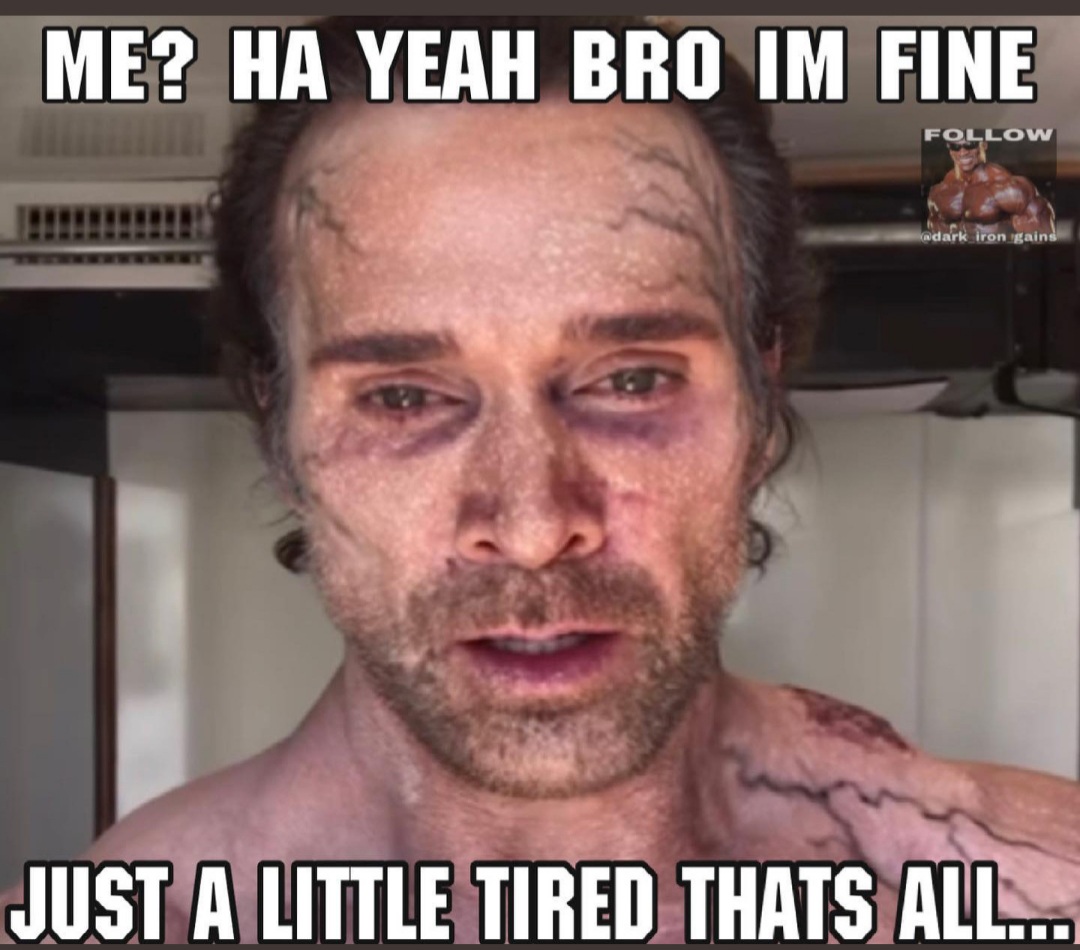 ME? HA YEAH BRO IM FINE
FOLLOW
@dark_iron_gains
JUST A LITTLE TIRED THATS ALL...